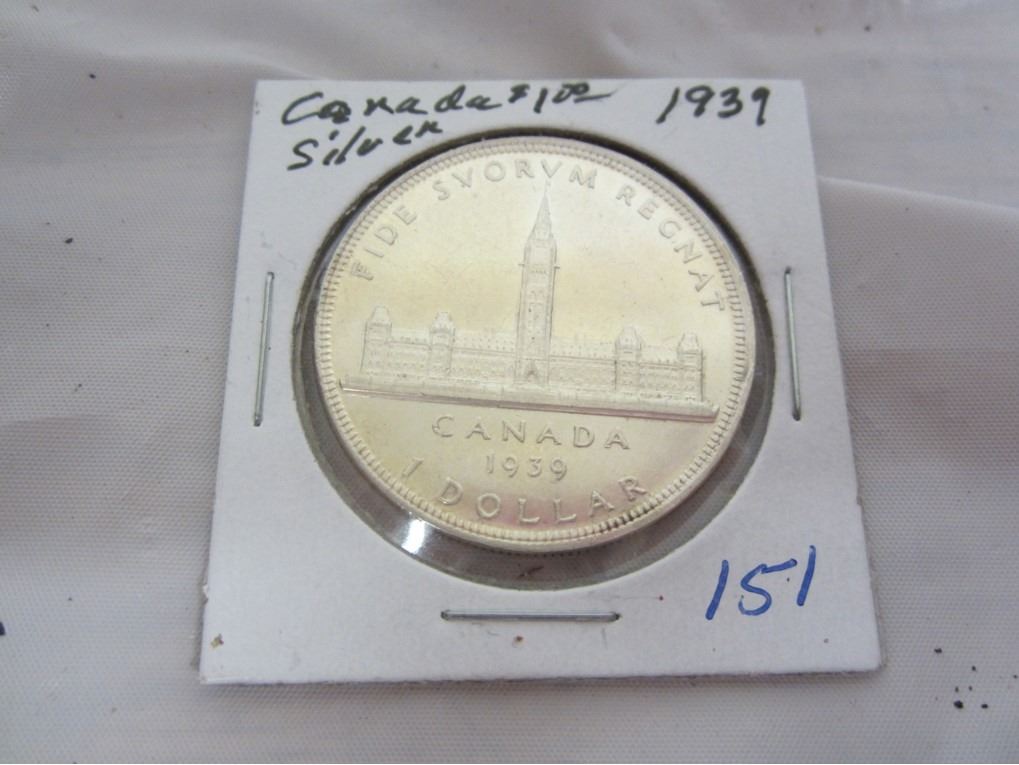 Canada $1.00 1939
Silver
FIDE SVORVM REGNAT
CANADA
1939
1 DOLLAR
151